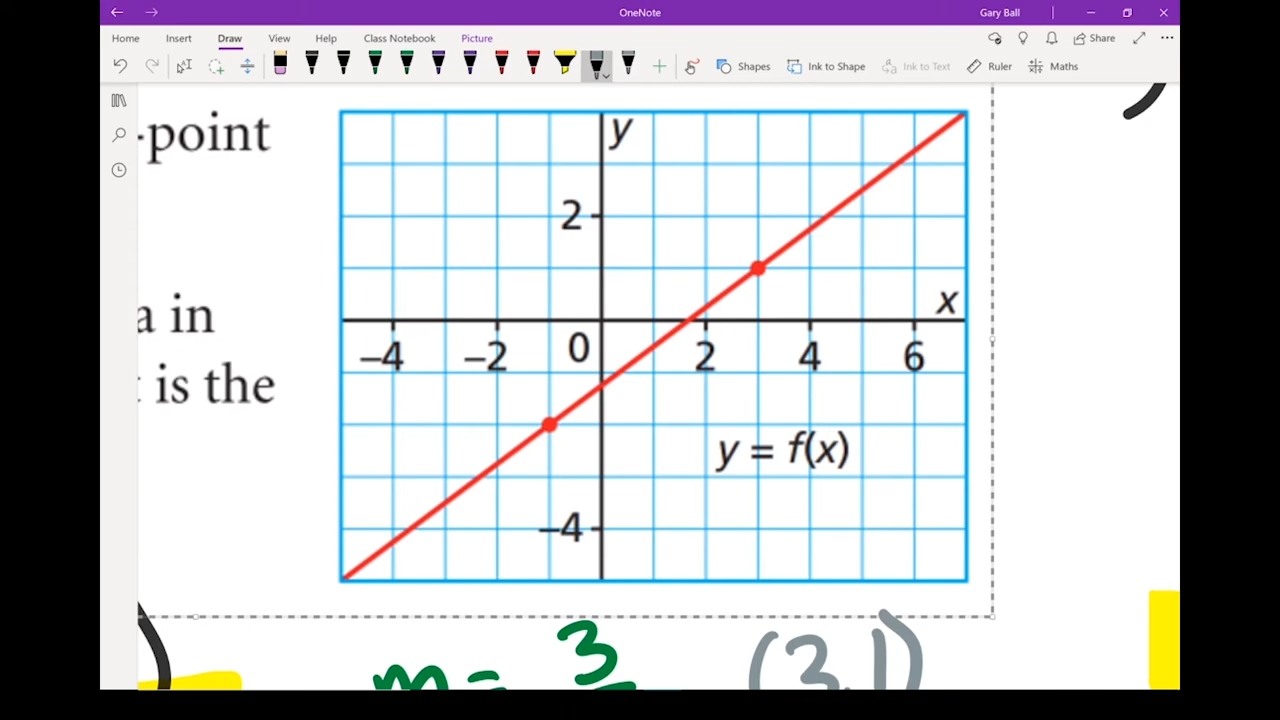 OneNote
Gary Ball
Home Insert Draw View Help Class Notebook Picture
Share
Shapes Ink to Shape Ink to Text Ruler Maths
-point
a in
is the
y
2
x
-4 -2 0 2 4 6
y = f(x)
-4
m = 3
(3,1)